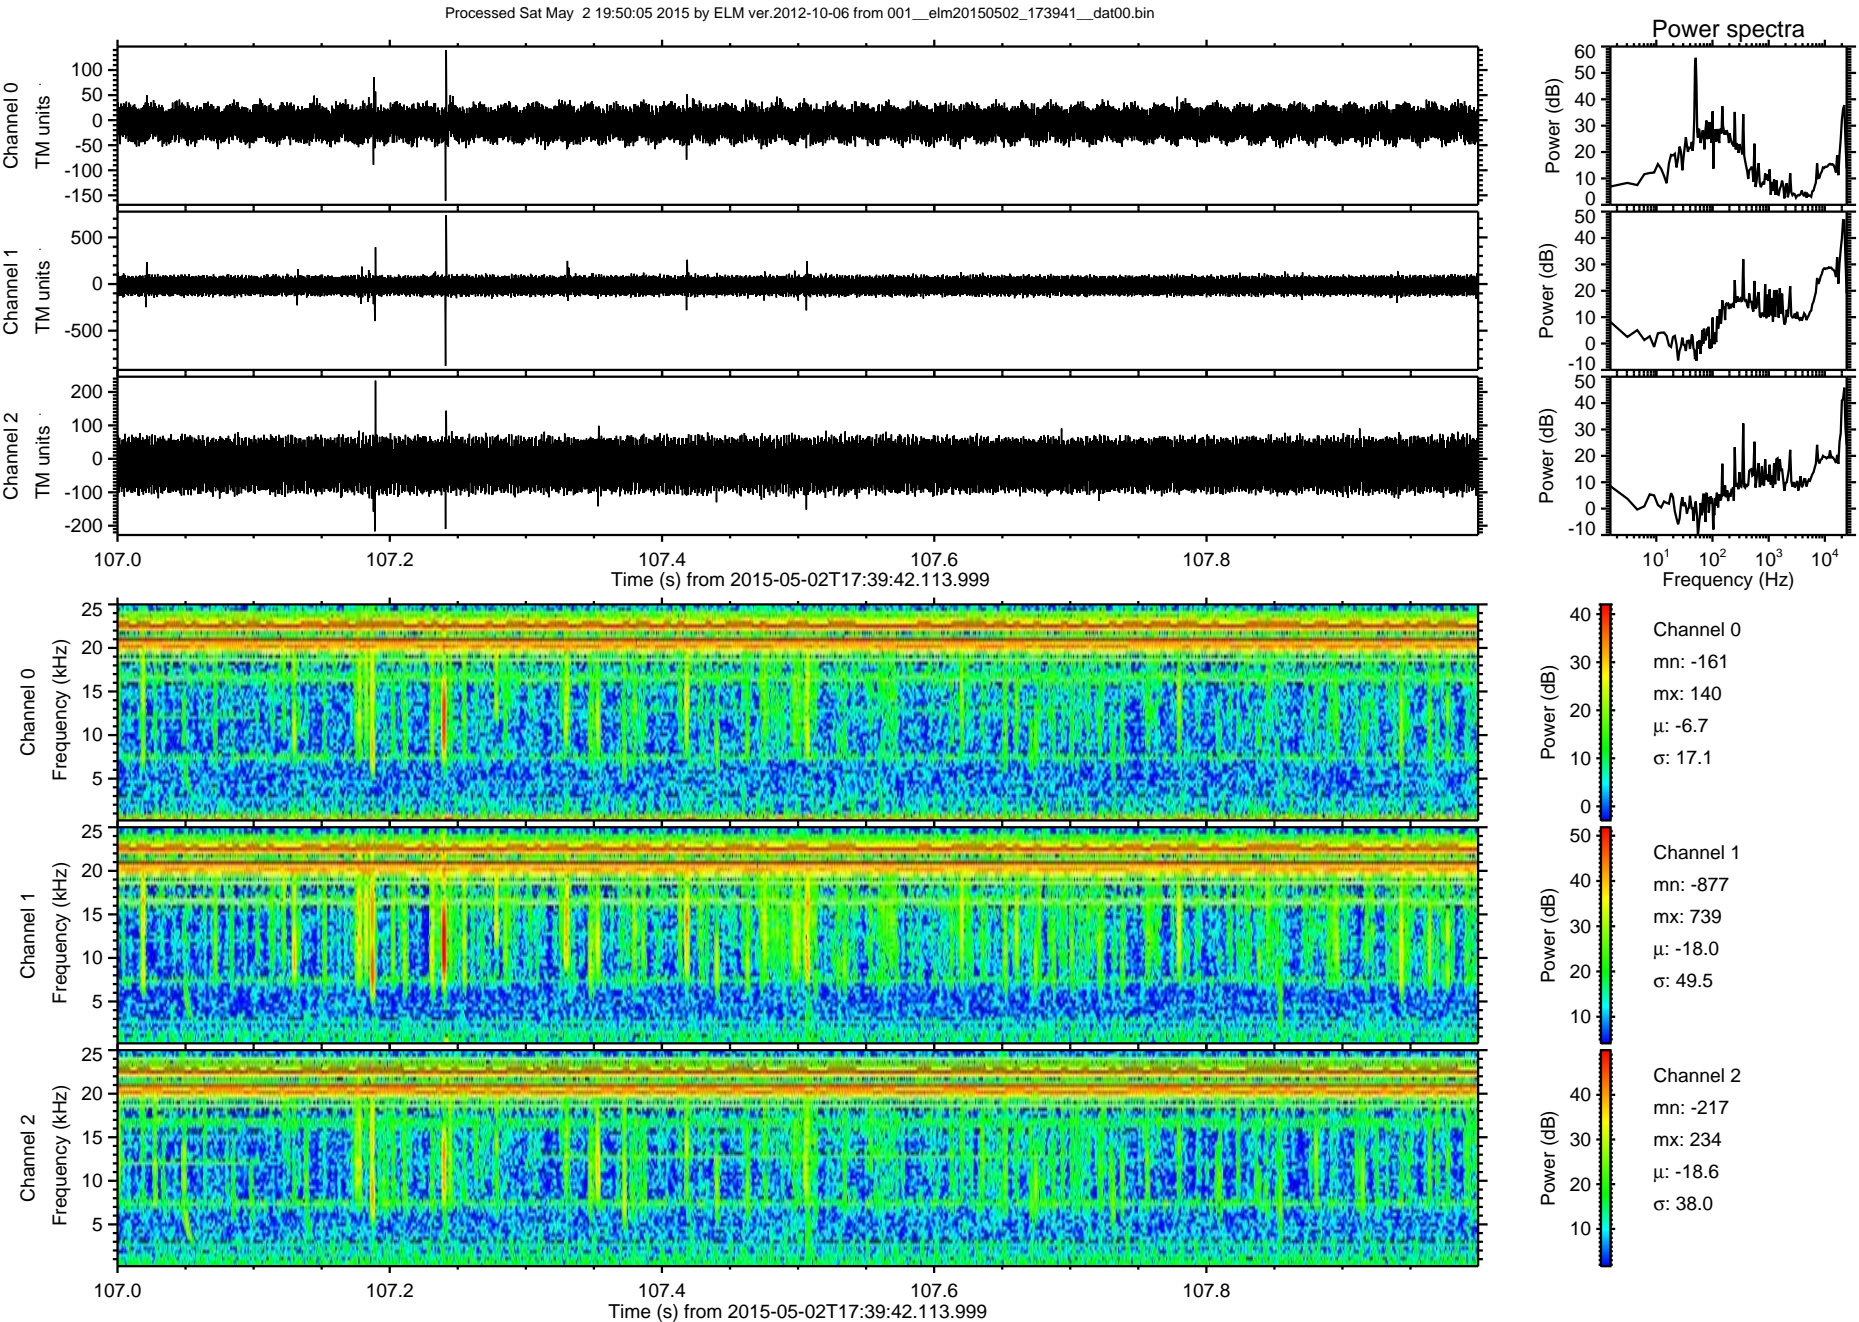 Processed Sat May  2 19:50:05 2015 by ELM ver.2012-10-06 from 001__elm20150502_173941__dat00.bin
Power spectra
Channel 0
TM units
100
50
0
-50
-100
-150
Power (dB)
60
50
40
30
20
10
0
Channel 1
TM units
500
0
-500
Power (dB)
50
40
30
20
10
0
-10
Channel 2
TM units
200
100
0
-100
-200
Power (dB)
50
40
30
20
10
0
-10
107.0 107.2 107.4 107.6 107.8
Time (s) from 2015-05-02T17:39:42.113.999
10^1 10^2 10^3 10^4
Frequency (Hz)
Channel 0
Frequency (kHz)
25
20
15
10
5
Power (dB)
40
30
20
10
0
Channel 0
mn: -161
mx: 140
μ: -6.7
σ: 17.1
Channel 1
Frequency (kHz)
25
20
15
10
5
Power (dB)
50
40
30
20
10
Channel 1
mn: -877
mx: 739
μ: -18.0
σ: 49.5
Channel 2
Frequency (kHz)
25
20
15
10
5
Power (dB)
40
30
20
10
Channel 2
mn: -217
mx: 234
μ: -18.6
σ: 38.0
107.0 107.2 107.4 107.6 107.8
Time (s) from 2015-05-02T17:39:42.113.999